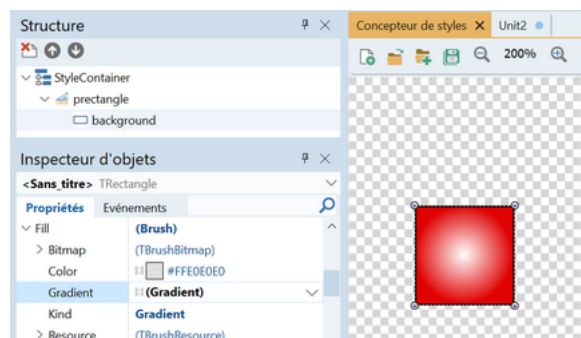 Structure
StyleContainer
prectangle
background
Inspecteur d'objets
<Sans_titre> TRectangle
Propriétés Evénements
Fill (Brush)
Bitmap (TBrushBitmap)
Color #FFE0E0E0
Gradient (Gradient)
Kind Gradient
Resource (TBrushResource)
Concepteur de styles Unit2
200%